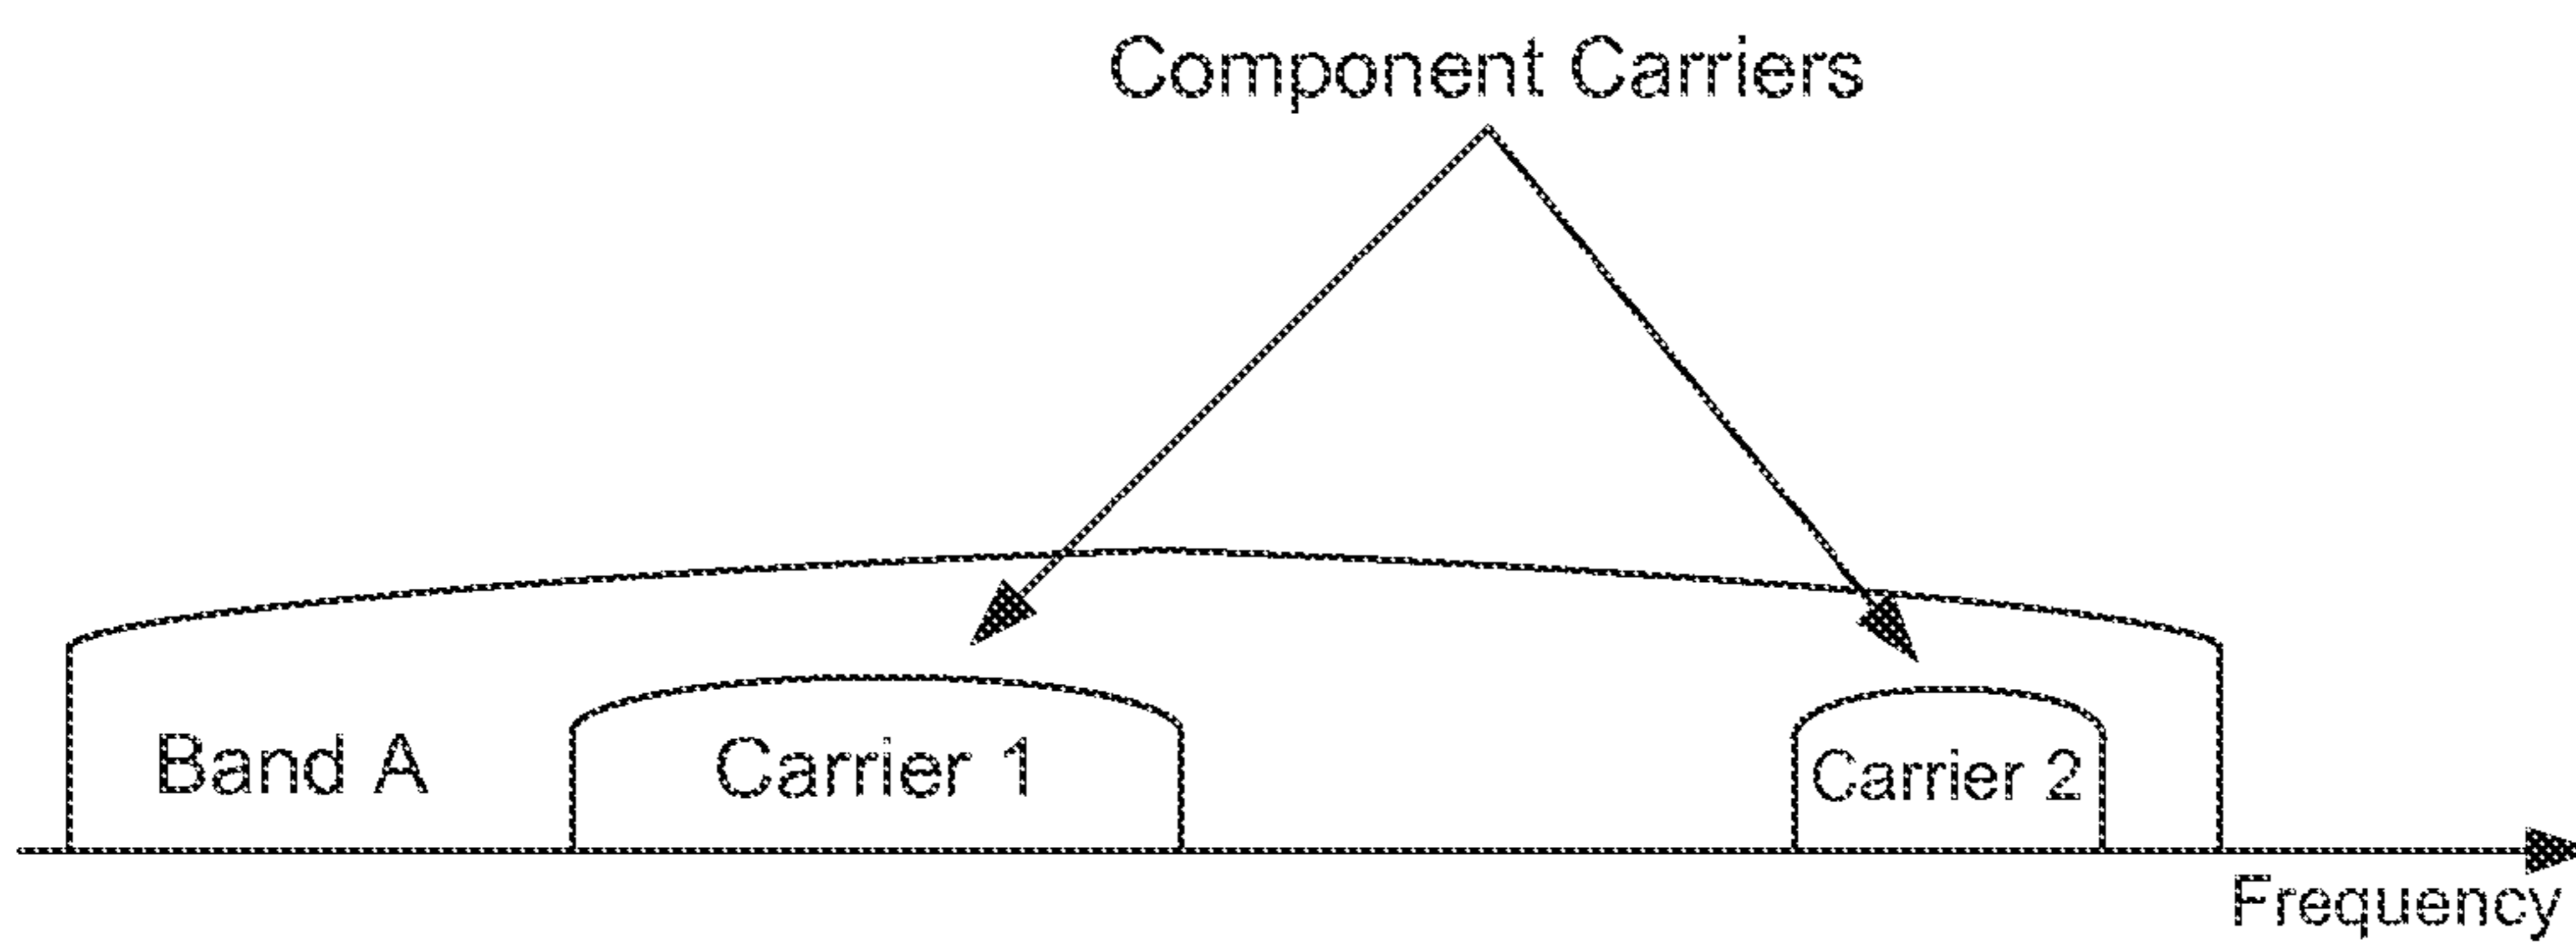 Component Carriers
Band A
Carrier 1
Carrier 2
Frequency